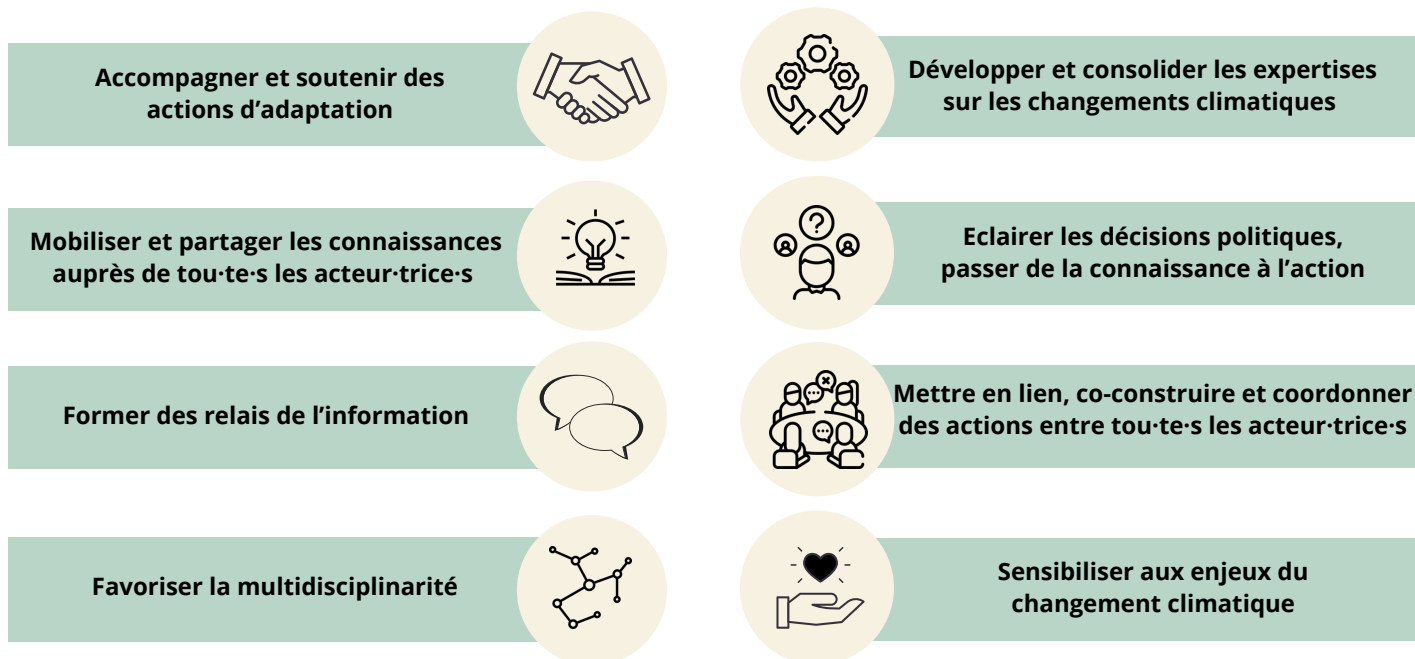 Accompagner et soutenir des
actions d’adaptation
Développer et consolider les expertises
sur les changements climatiques
Mobiliser et partager les connaissances
auprès de tou·te·s les acteur·trice·s
Eclairer les décisions politiques,
passer de la connaissance à l’action
Former des relais de l’information
Mettre en lien, co-construire et coordonner
des actions entre tou·te·s les acteur·trice·s
Favoriser la multidisciplinarité
Sensibiliser aux enjeux du
changement climatique